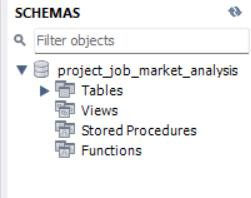 SCHEMAS
Filter objects
project_job_market_analysis
Tables
Views
Stored Procedures
Functions